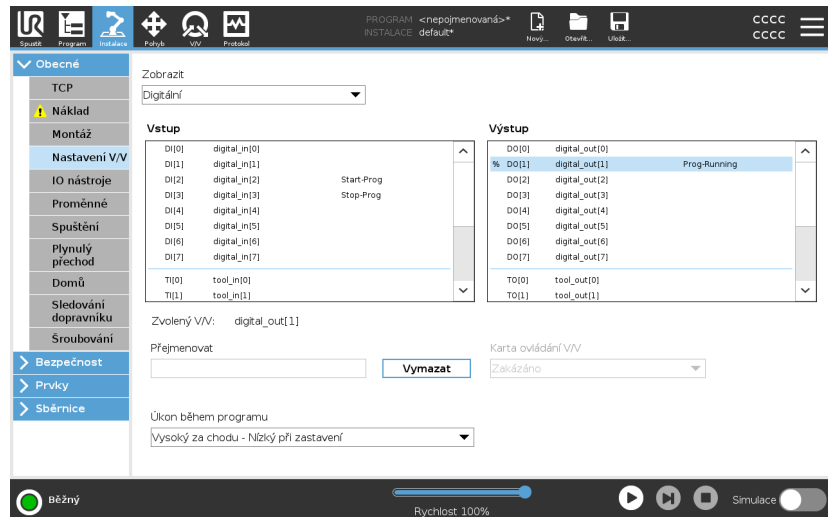 PROGRAM <nepojmenovaná>*
INSTALACE default*
cccc
cccc
Spustit Program Instalace Pohyb V/V Protokol Nový... Otevřít... Uložit...
Obecné
TCP
Náklad
Montáž
Nastavení V/V
IO nástroje
Proměnné
Spuštění
Plynulý
přechod
Domů
Sledování
dopravníku
Šroubování
Bezpečnost
Prvky
Sběrnice
Zobrazit
Digitální
Vstup
DI[0] digital_in[0]
DI[1] digital_in[1]
DI[2] digital_in[2] Start-Prog
DI[3] digital_in[3] Stop-Prog
DI[4] digital_in[4]
DI[5] digital_in[5]
DI[6] digital_in[6]
DI[7] digital_in[7]
TI[0] tool_in[0]
TI[1] tool_in[1]
Výstup
DO[0] digital_out[0]
% DO[1] digital_out[1] Prog-Running
DO[2] digital_out[2]
DO[3] digital_out[3]
DO[4] digital_out[4]
DO[5] digital_out[5]
DO[6] digital_out[6]
DO[7] digital_out[7]
TO[0] tool_out[0]
TO[1] tool_out[1]
Zvolený V/V: digital_out[1]
Přejmenovat
Vymazat
Karta ovládání V/V
Zakázáno
Úkon během programu
Vysoký za chodu - Nízký při zastavení
Běžný
Rychlost 100%
Simulace